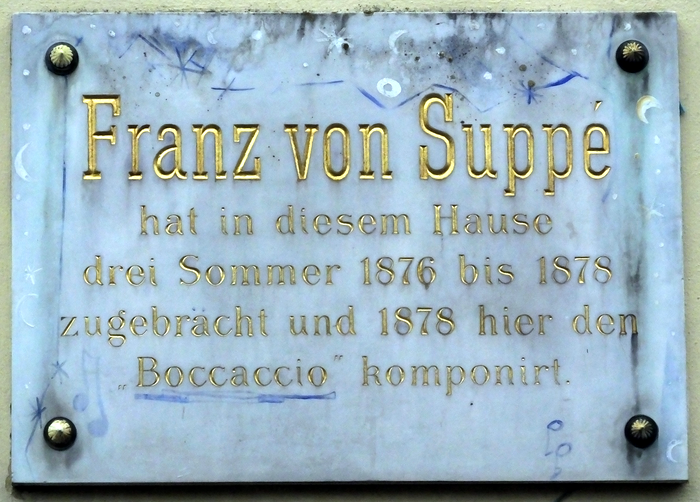 Franz von Suppé
hat in diesem Hause
drei Sommer 1876 bis 1878
zugebracht und 1878 hier den
„Boccaccio" komponirt.